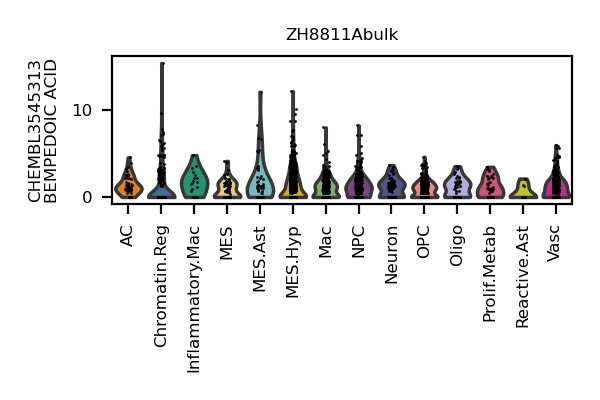 ZH8811Abulk
CHEMBL3545313
BEMPEDOIC ACID
10
0
AC
Chromatin.Reg
Inflammatory.Mac
MES
MES.Ast
MES.Hyp
Mac
NPC
Neuron
OPC
Oligo
Prolif.Metab
Reactive.Ast
Vasc